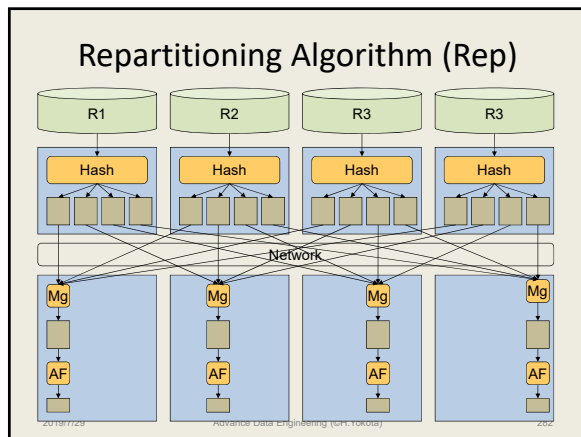 Repartitioning Algorithm (Rep)
R1 R2 R3 R3
Hash Hash Hash Hash
Network
Mg Mg Mg Mg
AF AF AF AF
2019/7/29 Advance Data Engineering (©H.Yokota) 282